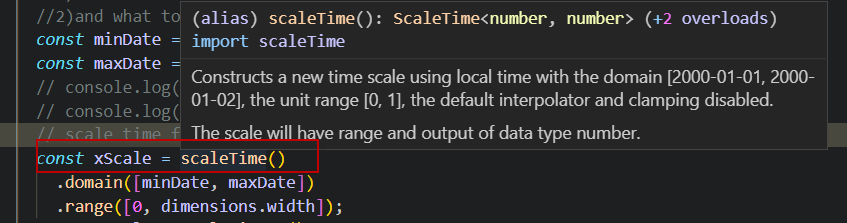 //2)and what to
const minDate =
const maxDate =
// console.log(
// console.log(
// scale time f
const xScale = scaleTime()
.domain([minDate, maxDate])
.range([0, dimensions.width]);
(alias) scaleTime(): ScaleTime<number, number> (+2 overloads)
import scaleTime
Constructs a new time scale using local time with the domain [2000-01-01, 2000-
01-02], the unit range [0, 1], the default interpolator and clamping disabled.
The scale will have range and output of data type number.